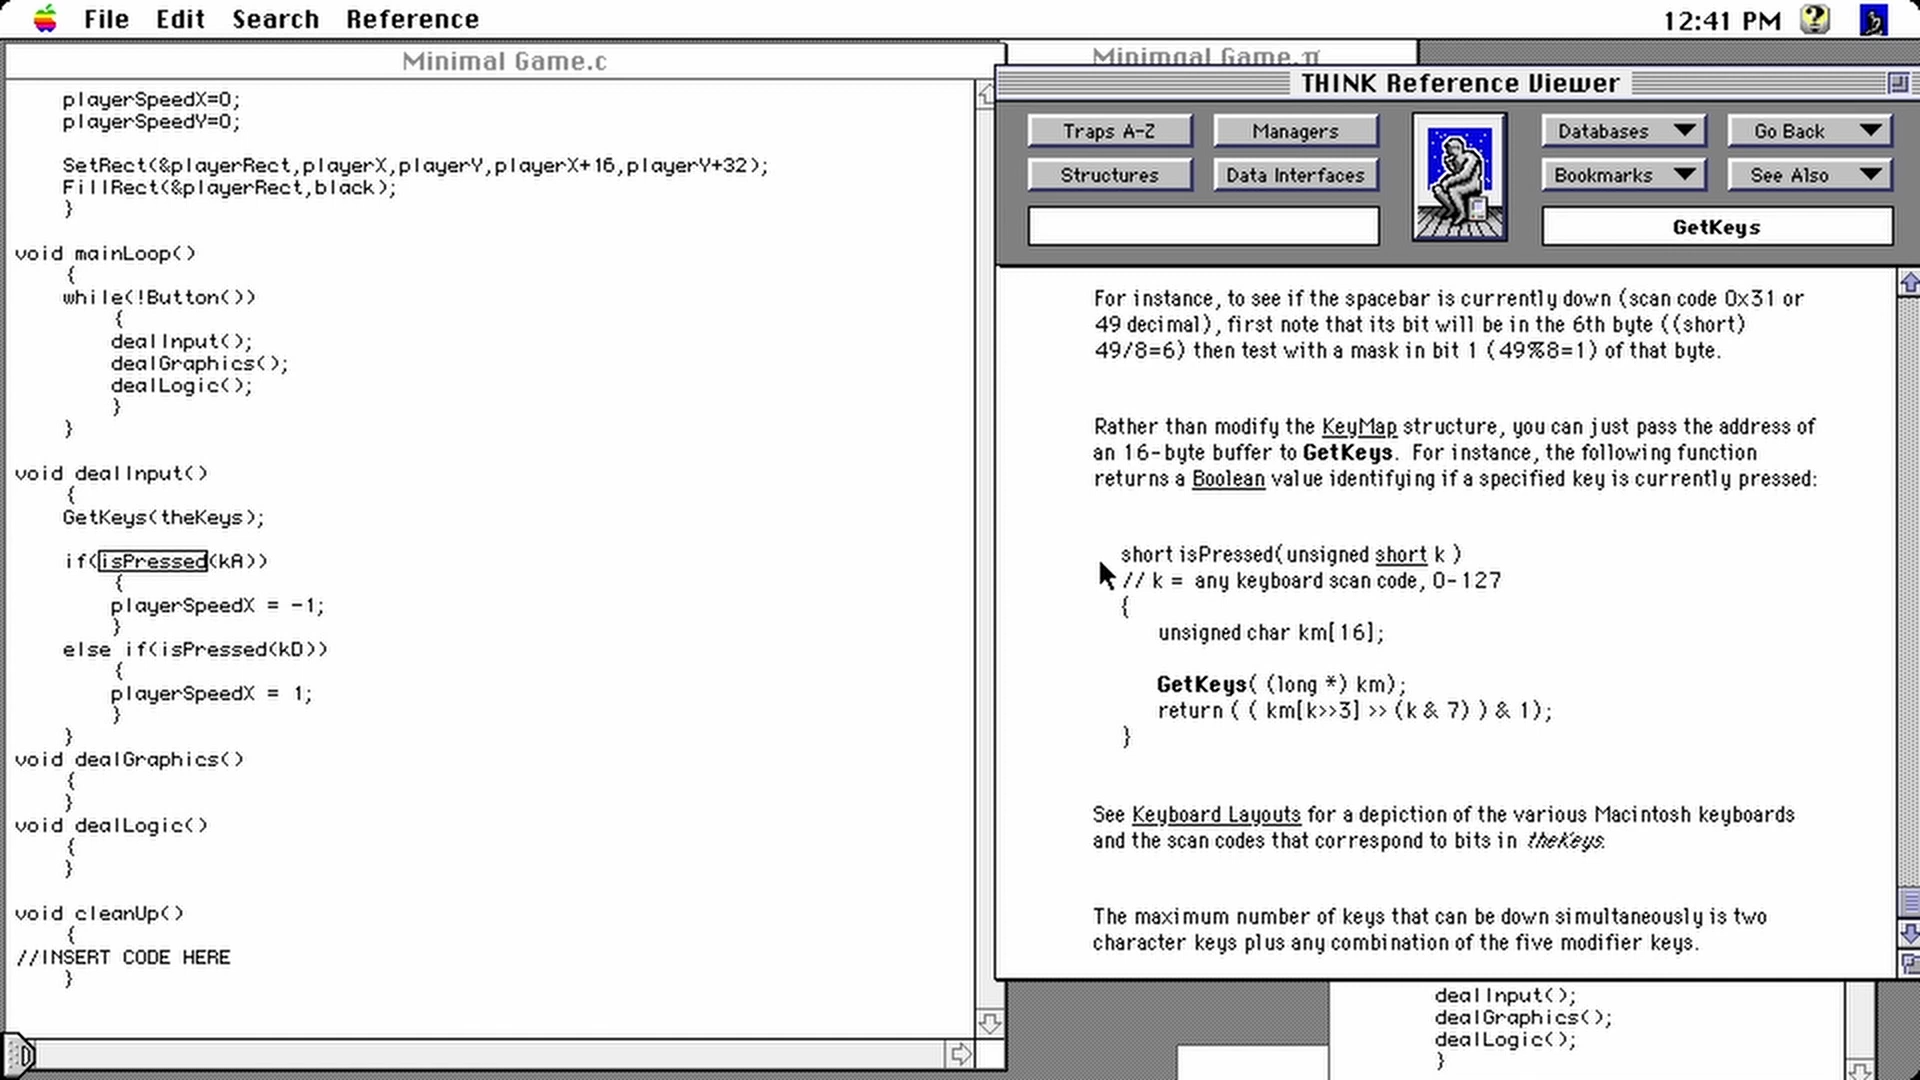 File Edit Search Reference
12:41 PM
Minimal Game.c
playerSpeedX=0;
playerSpeedY=0;
SetRect(&playerRect,playerX,playerY,playerX+16,playerY+32);
FillRect(&playerRect,black);
}
void mainLoop()
{
while(!Button())
{
dealInput();
dealGraphics();
dealLogic();
}
}
void dealInput()
{
GetKeys(theKeys);
if(isPressed(kA))
{
playerSpeedX = -1;
}
else if(isPressed(kD))
{
playerSpeedX = 1;
}
}
void dealGraphics()
{
}
void dealLogic()
{
}
void cleanUp()
{
//INSERT CODE HERE
}
Minimal Game.π
THINK Reference Viewer
Traps A-Z Managers Databases Go Back
Structures Data Interfaces Bookmarks See Also
GetKeys
For instance, to see if the spacebar is currently down (scan code 0x31 or
49 decimal), first note that its bit will be in the 6th byte ((short)
49/8=6) then test with a mask in bit 1 (49%8=1) of that byte.
Rather than modify the KeyMap structure, you can just pass the address of
an 16-byte buffer to GetKeys. For instance, the following function
returns a Boolean value identifying if a specified key is currently pressed:
short isPressed(unsigned short k )
// k = any keyboard scan code, 0-127
{
unsigned char km[16];
GetKeys( (long *) km);
return ( ( km[k>>3] >> (k & 7) ) & 1);
}
See Keyboard Layouts for a depiction of the various Macintosh keyboards
and the scan codes that correspond to bits in theKeys.
The maximum number of keys that can be down simultaneously is two
character keys plus any combination of the five modifier keys.
dealInput();
dealGraphics();
dealLogic();
}